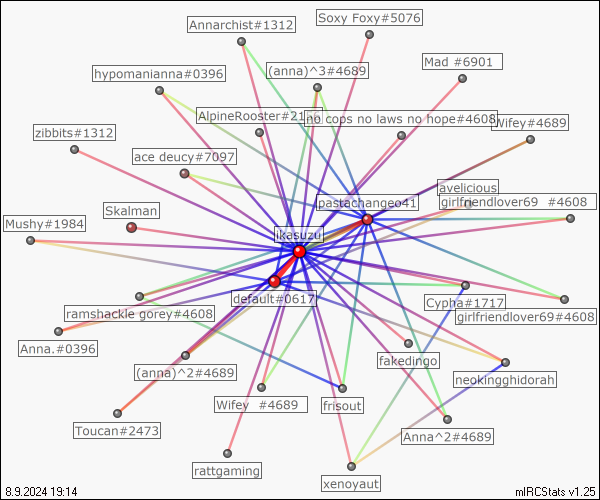 Soxy Foxy#5076
Annarchist#1312
Mad #6901
(anna)^3#4689
hypomanianna#0396
AlpineRooster#21
no cops no laws no hope#4608
Wifey#4689
zibbits#1312
ace deucy#7097
avelicious
pastachangeo41
girlfriendlover69 #4608
Skalman
Mushy#1984
ikasuzu
default#0617
Cypha#1717
ramshackle gorey#4608
girlfriendlover69#4608
Anna.#0396
fakedingo
(anna)^2#4689
neokingghidorah
Wifey #4689
frisout
Toucan#2473
Anna^2#4689
rattgaming
xenoyaut
8.9.2024 19:14
mIRCStats v1.25